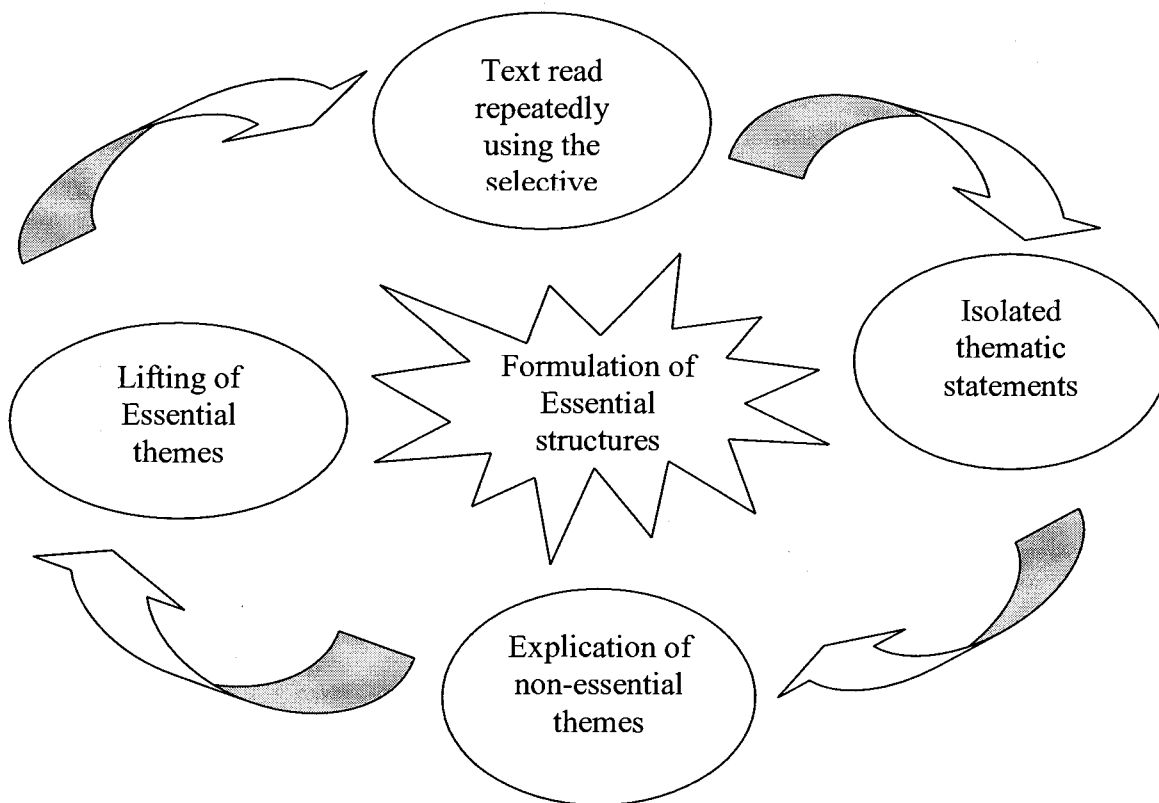 Text read
repeatedly
using the
selective
Isolated
thematic
statements
Formulation of
Essential
structures
Lifting of
Essential
themes
Explication of
non-essential
themes